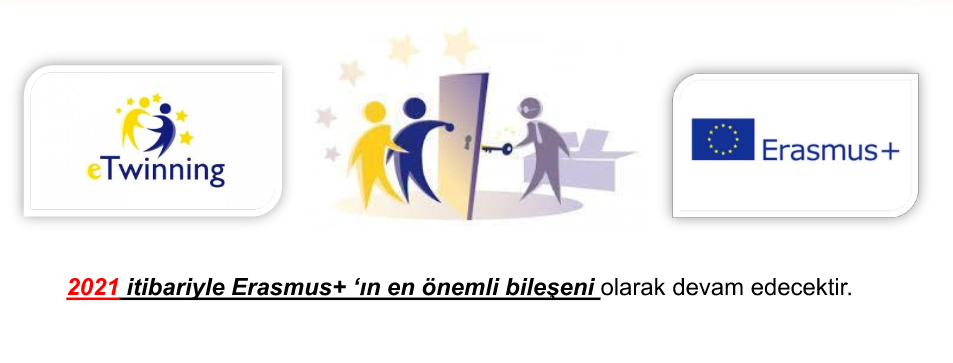 eTwinning
Erasmus+
2021 itibariyle Erasmus+ ‘ın en önemli bileşeni olarak devam edecektir.